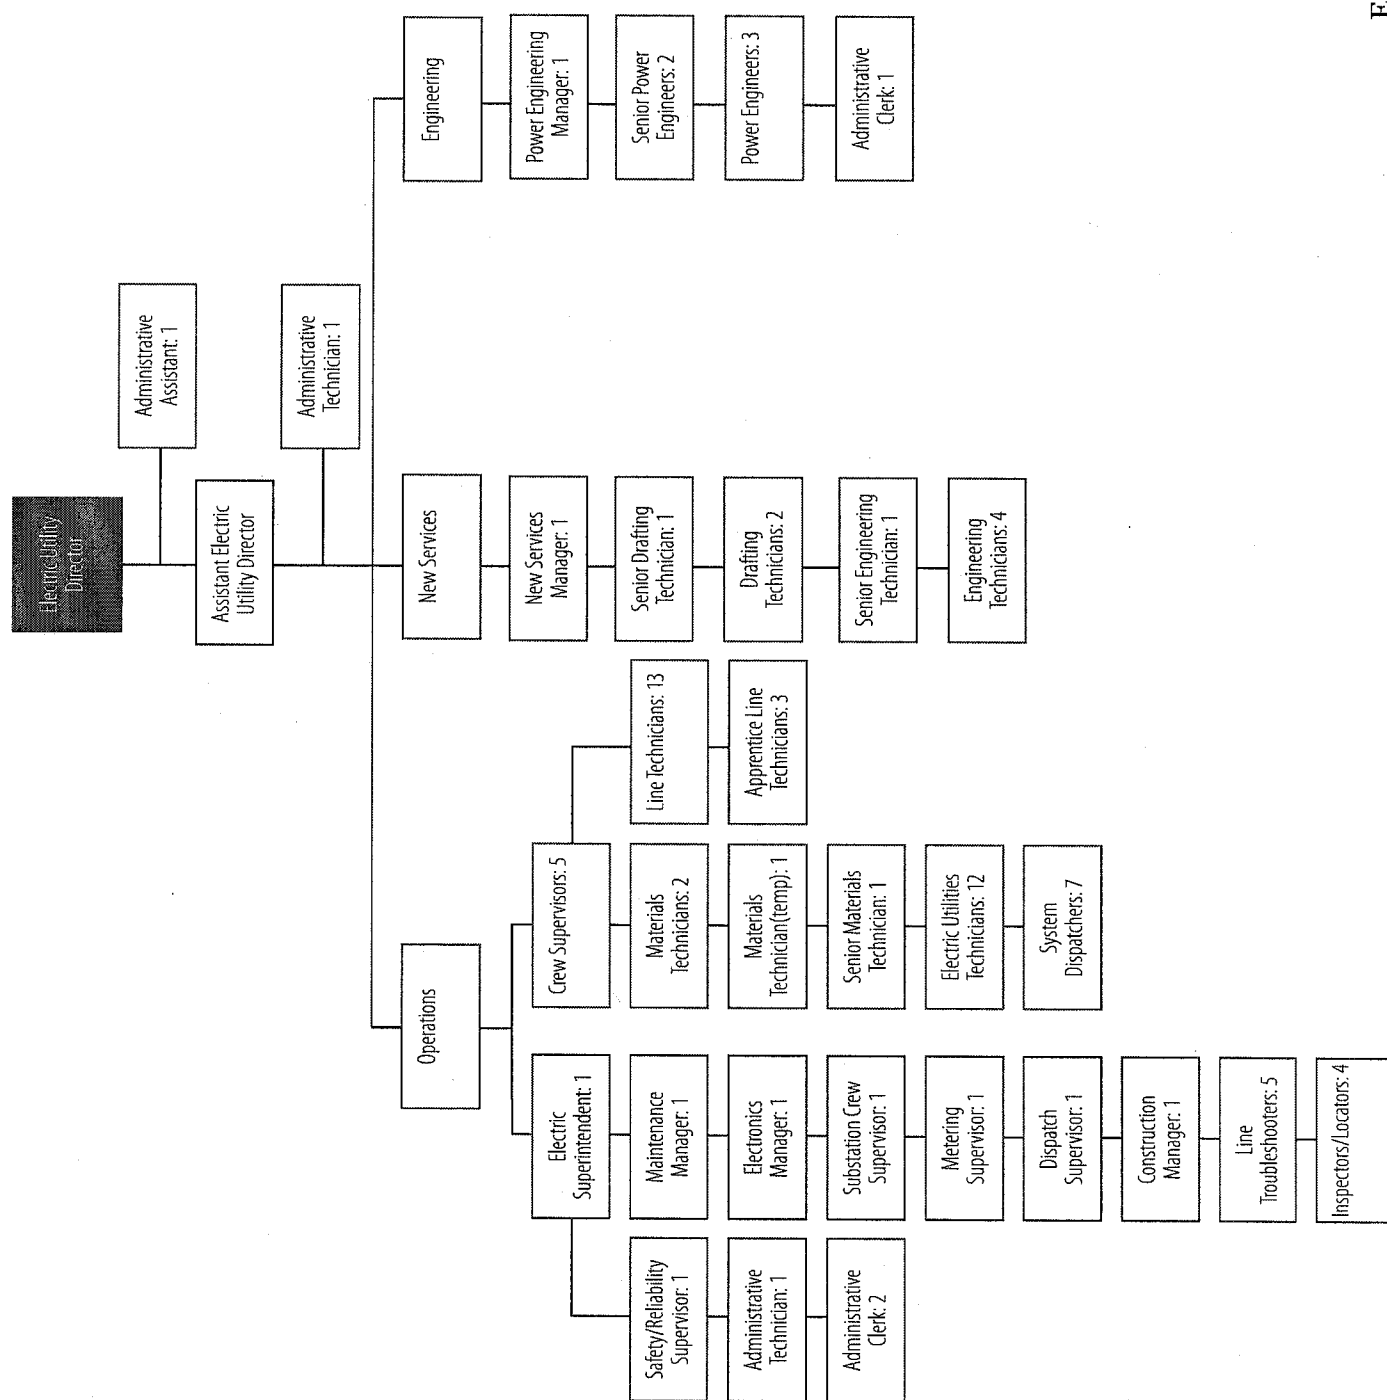 Electric Utility
Director
Administrative
Assistant: 1
Assistant Electric
Utility Director
Administrative
Technician: 1
Operations
Electric
Superintendent: 1
Safety/Reliability
Supervisor: 1
Administrative
Technician: 1
Administrative
Clerk: 2
Maintenance
Manager: 1
Electronics
Manager: 1
Substation Crew
Supervisor: 1
Metering
Supervisor: 1
Dispatch
Supervisor: 1
Construction
Manager: 1
Line
Troubleshooters: 5
Inspectors/Locators: 4
Crew Supervisors: 5
Materials
Technicians: 2
Materials
Technician(temp): 1
Senior Materials
Technician: 1
Electric Utilities
Technicians: 12
System
Dispatchers: 7
Line Technicians: 13
Apprentice Line
Technicians: 3
New Services
New Services
Manager: 1
Senior Drafting
Technician: 1
Drafting
Technicians: 2
Senior Engineering
Technician: 1
Engineering
Technicians: 4
Engineering
Power Engineering
Manager: 1
Senior Power
Engineers: 2
Power Engineers: 3
Administrative
Clerk: 1